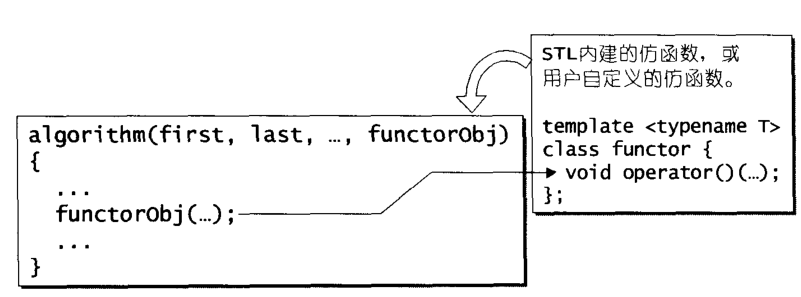 STL内建的仿函数，或
用户自定义的仿函数。
template <typename T>
class functor {
void operator()(…);
};
algorithm(first, last, …, functorObj)
{
...
functorObj(…);
...
}